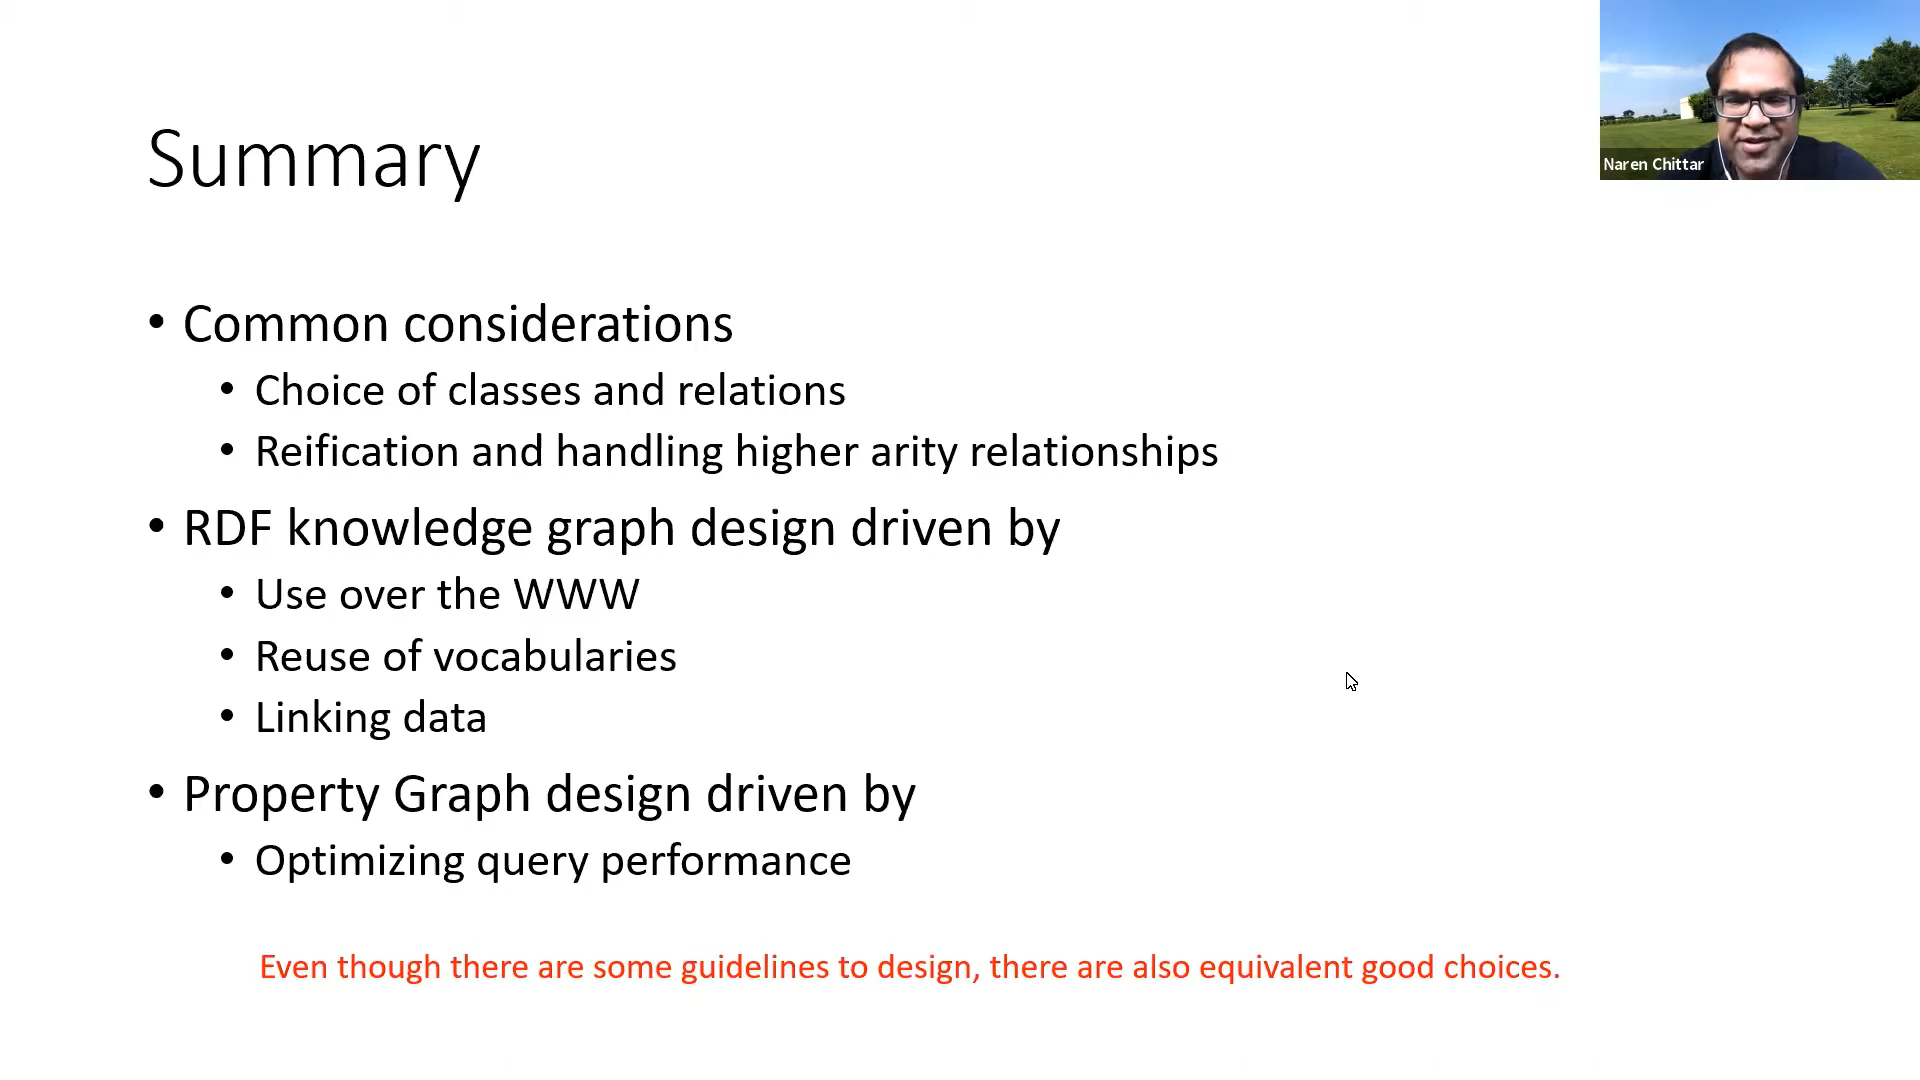 Naren Chittar
Summary
• Common considerations
• Choice of classes and relations
• Reification and handling higher arity relationships
• RDF knowledge graph design driven by
• Use over the WWW
• Reuse of vocabularies
• Linking data
• Property Graph design driven by
• Optimizing query performance
Even though there are some guidelines to design, there are also equivalent good choices.